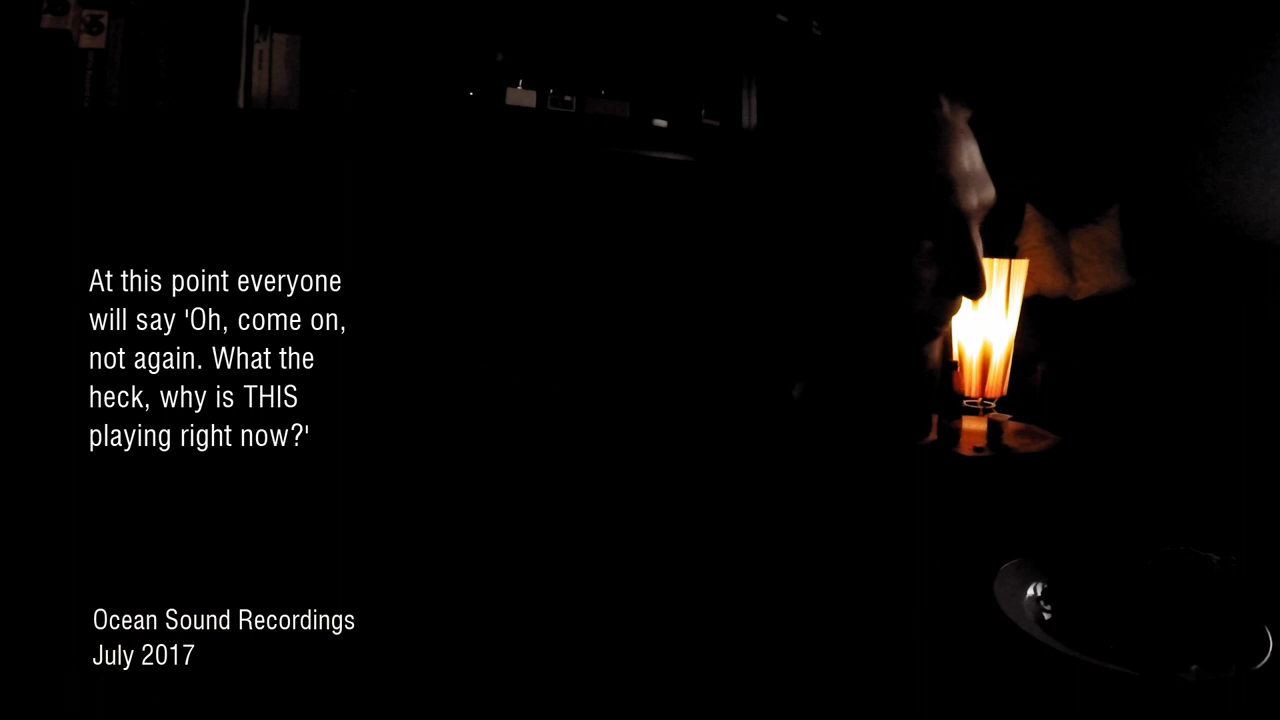 At this point everyone
will say 'Oh, come on,
not again. What the
heck, why is THIS
playing right now?'
Ocean Sound Recordings
July 2017